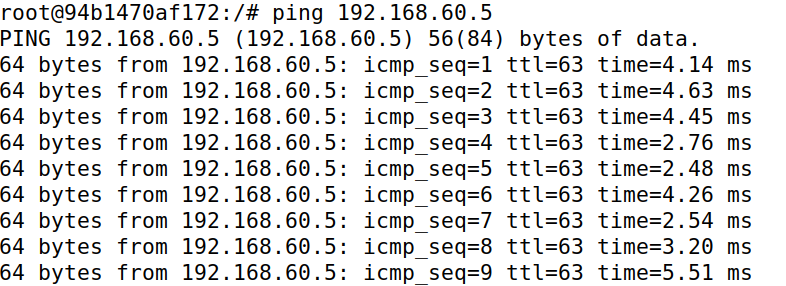 root@94b1470af172:/# ping 192.168.60.5
PING 192.168.60.5 (192.168.60.5) 56(84) bytes of data.
64 bytes from 192.168.60.5: icmp_seq=1 ttl=63 time=4.14 ms
64 bytes from 192.168.60.5: icmp_seq=2 ttl=63 time=4.63 ms
64 bytes from 192.168.60.5: icmp_seq=3 ttl=63 time=4.45 ms
64 bytes from 192.168.60.5: icmp_seq=4 ttl=63 time=2.76 ms
64 bytes from 192.168.60.5: icmp_seq=5 ttl=63 time=2.48 ms
64 bytes from 192.168.60.5: icmp_seq=6 ttl=63 time=4.26 ms
64 bytes from 192.168.60.5: icmp_seq=7 ttl=63 time=2.54 ms
64 bytes from 192.168.60.5: icmp_seq=8 ttl=63 time=3.20 ms
64 bytes from 192.168.60.5: icmp_seq=9 ttl=63 time=5.51 ms